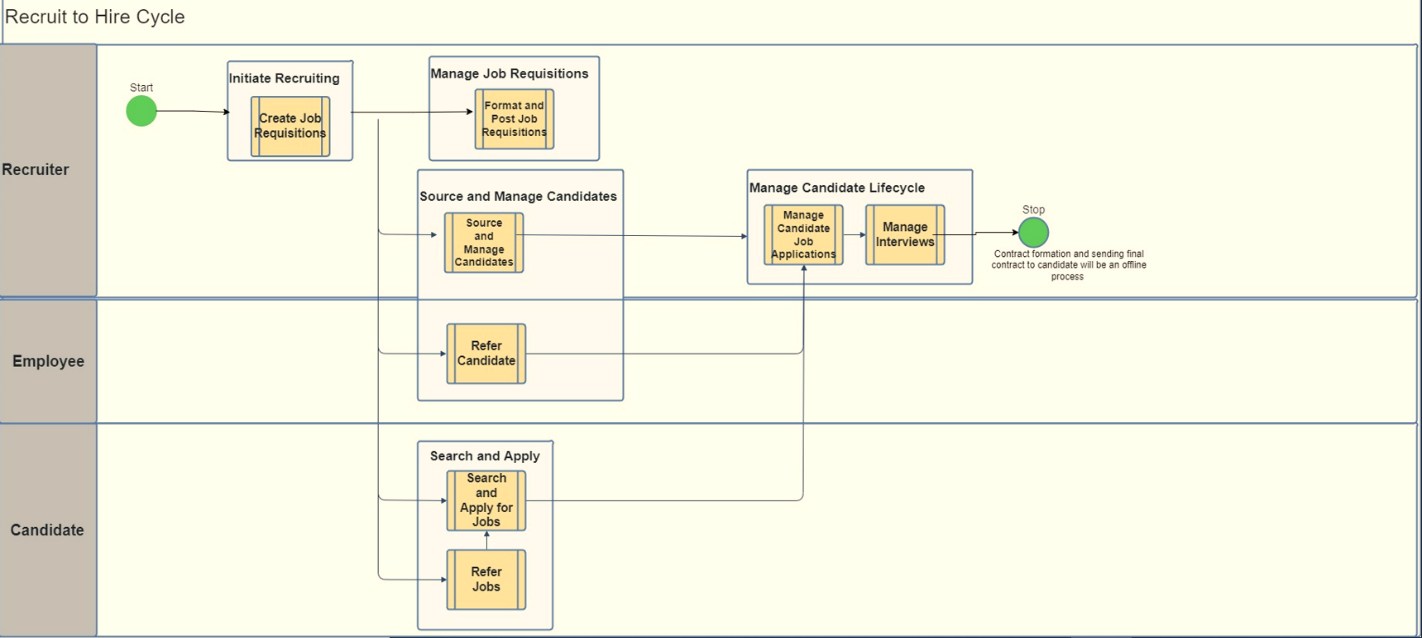 Recruit to Hire Cycle
Start
Initiate Recruiting
Create Job
Requisitions
Manage Job Requisitions
Format and
Post Job
Requisitions
Recruiter
Source and Manage Candidates
Source
and
Manage
Candidates
Manage Candidate Lifecycle
Manage
Candidate
Job
Applications
Manage
Interviews
Stop
Contract formation and sending final
contract to candidate will be an offline
process
Employee
Refer
Candidate
Candidate
Search and Apply
Search
and
Apply for
Jobs
Refer
Jobs